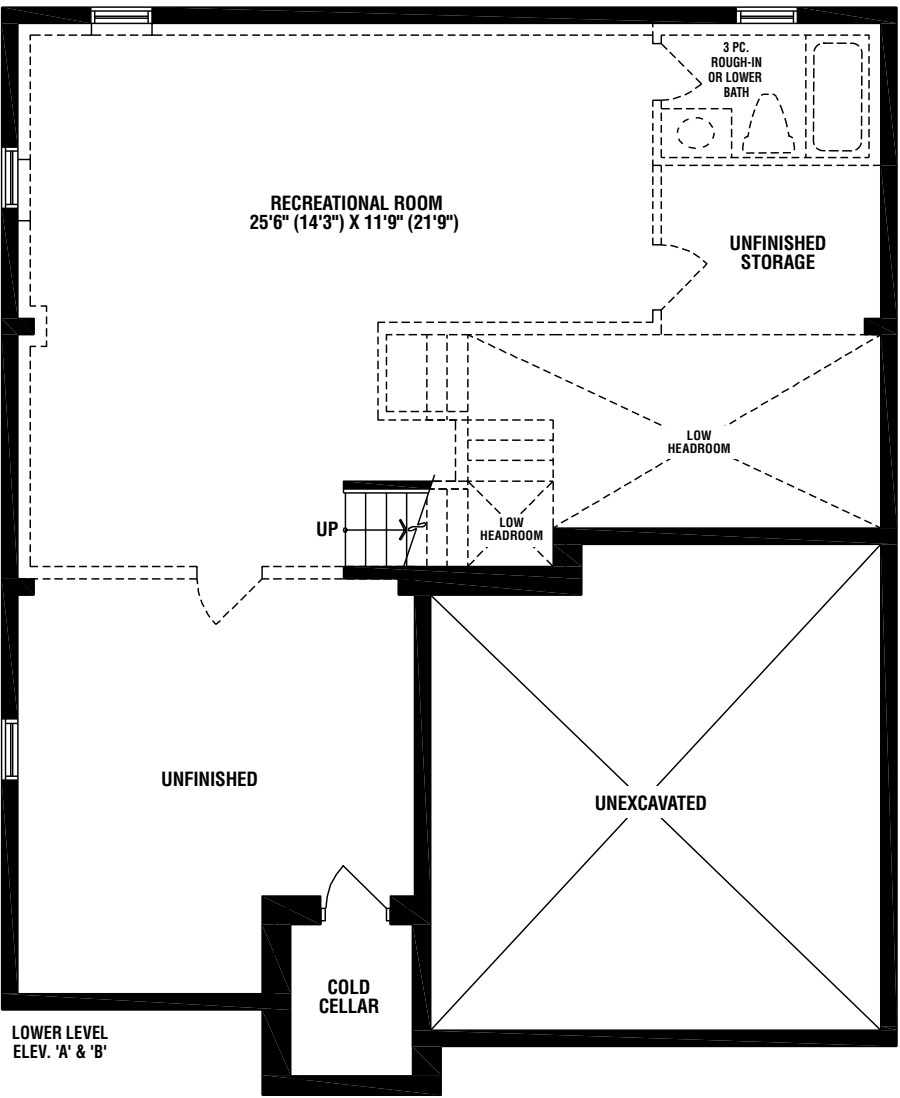 3 PC.
ROUGH-IN
OR LOWER
BATH
RECREATIONAL ROOM
25'6" (14'3") X 11'9" (21'9")
UNFINISHED
STORAGE
LOW
HEADROOM
UP
LOW
HEADROOM
UNFINISHED
UNEXCAVATED
COLD
CELLAR
LOWER LEVEL
ELEV. 'A' & 'B'